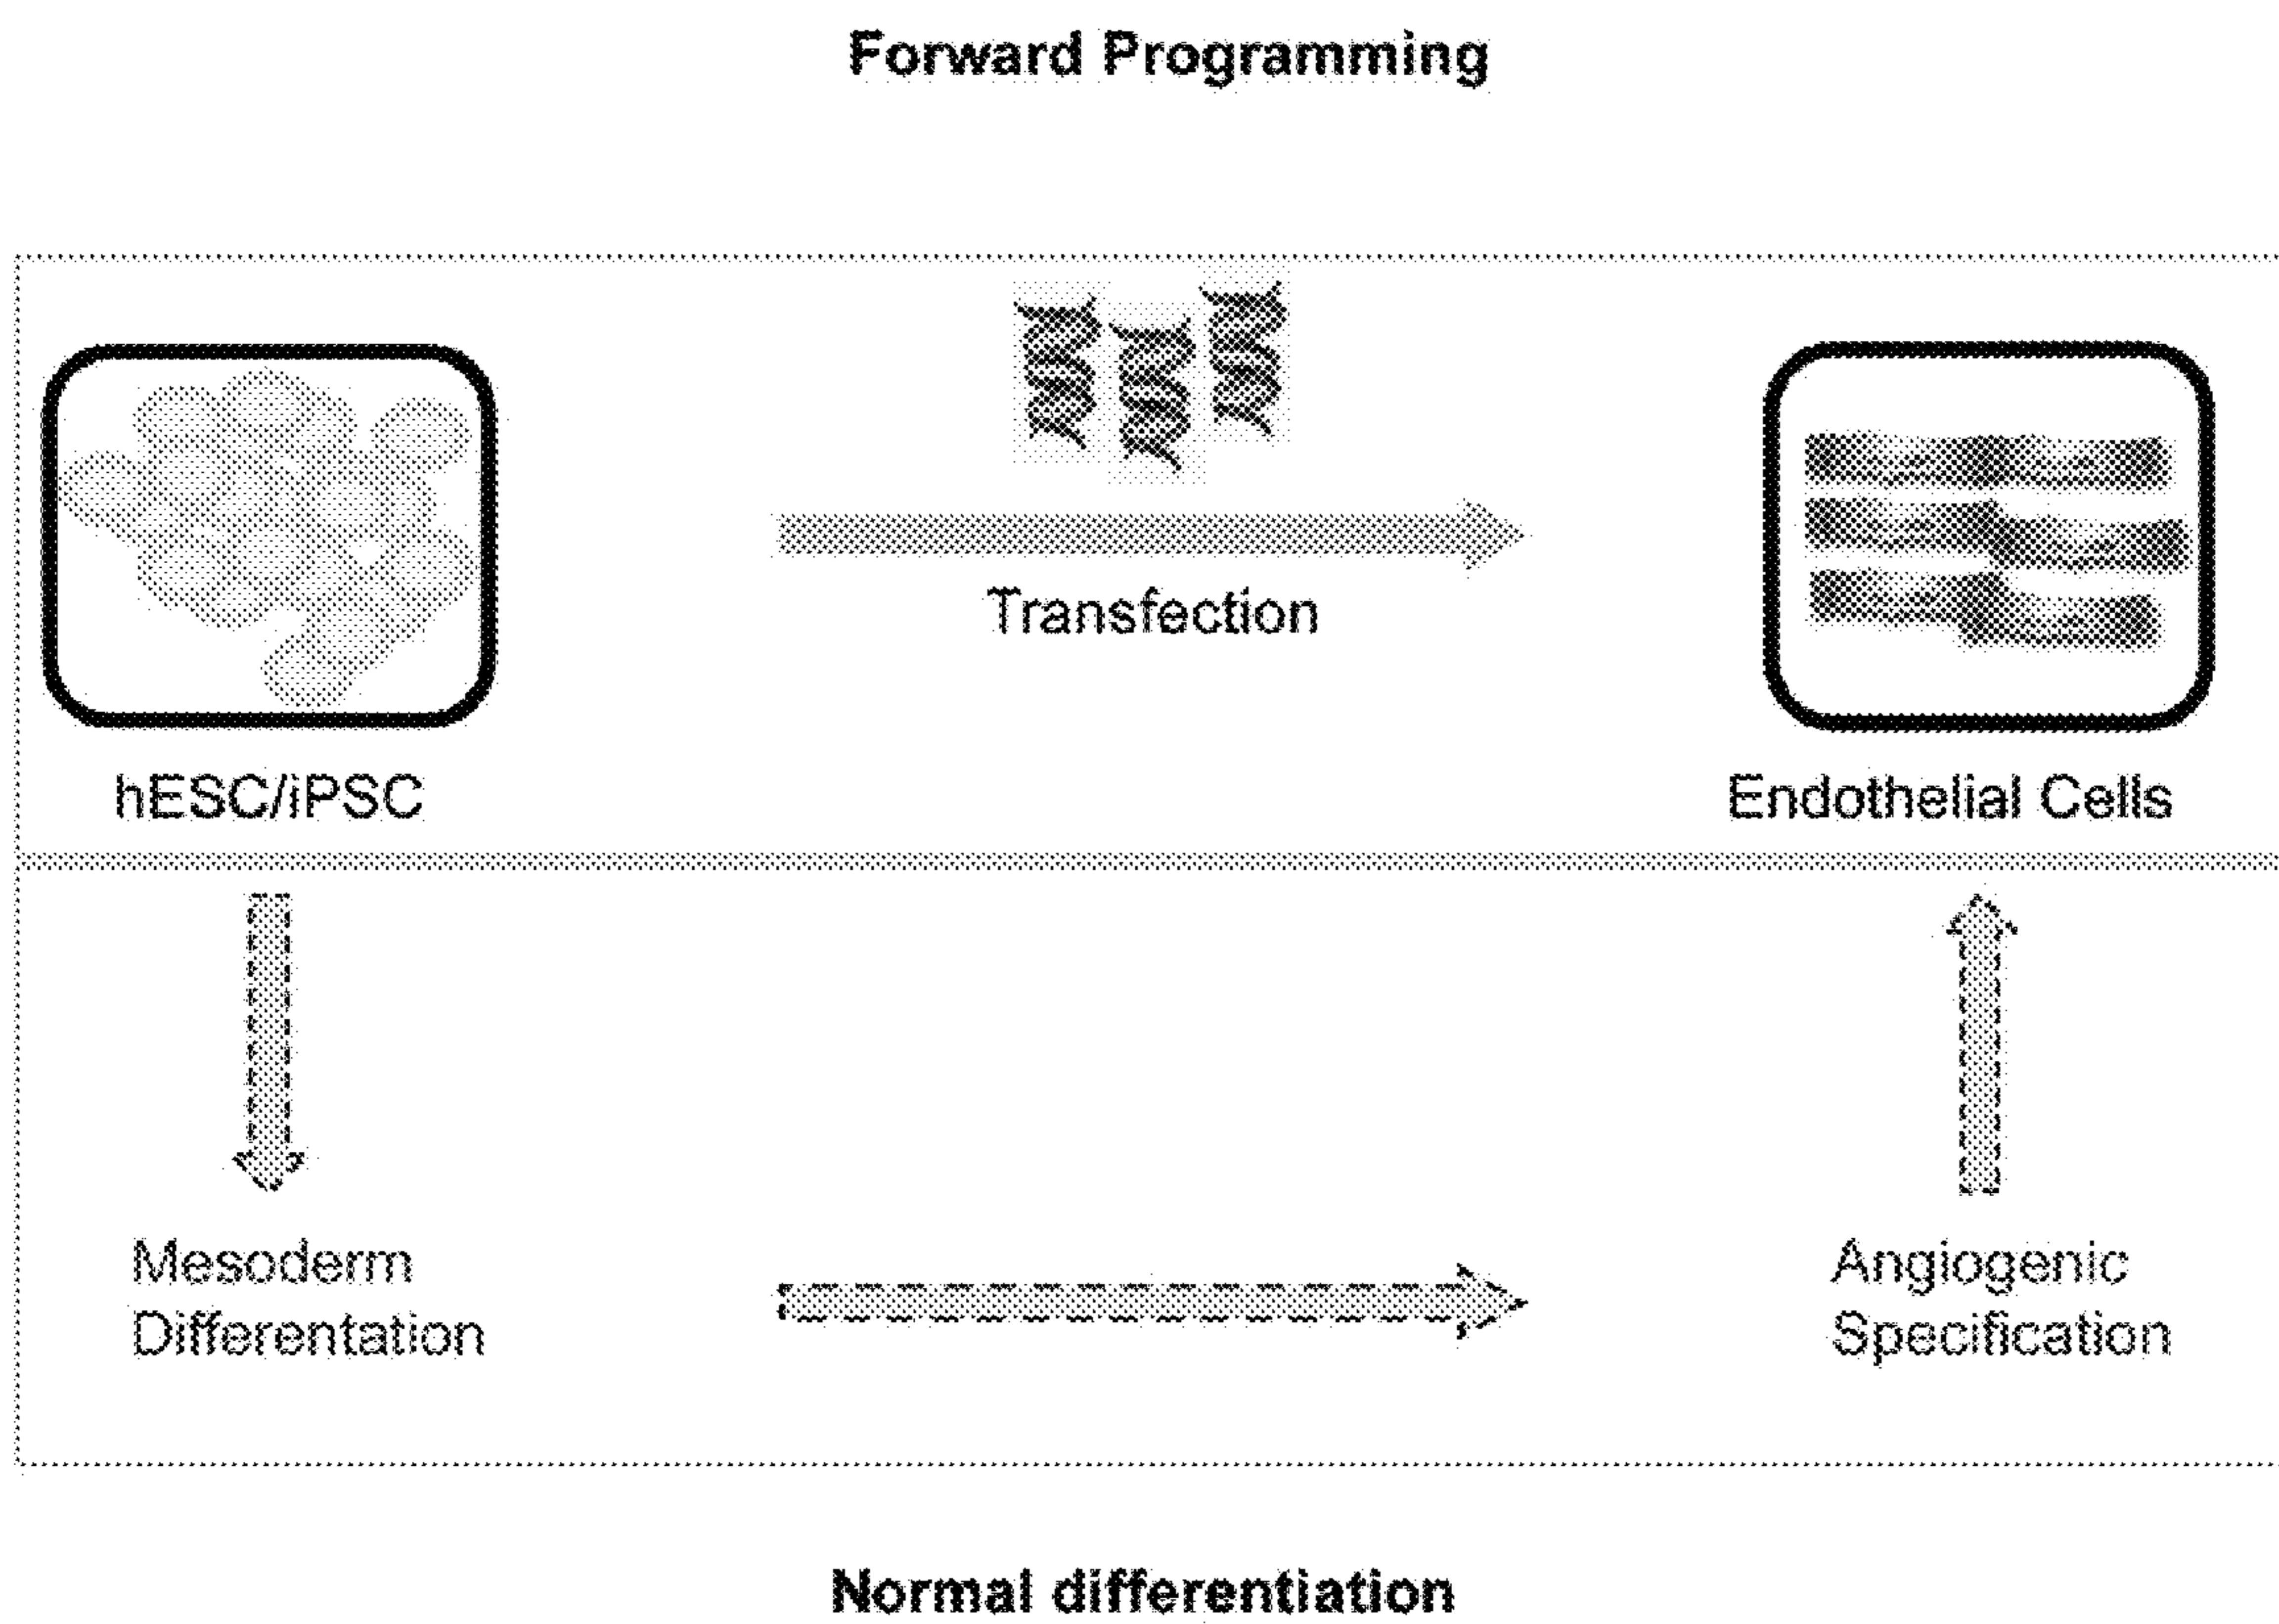 Forward Programming
Transfection
hESC/iPSC
Endothelial Cells
Mesoderm
Differentation
Angiogenic
Specification
Normal differentiation